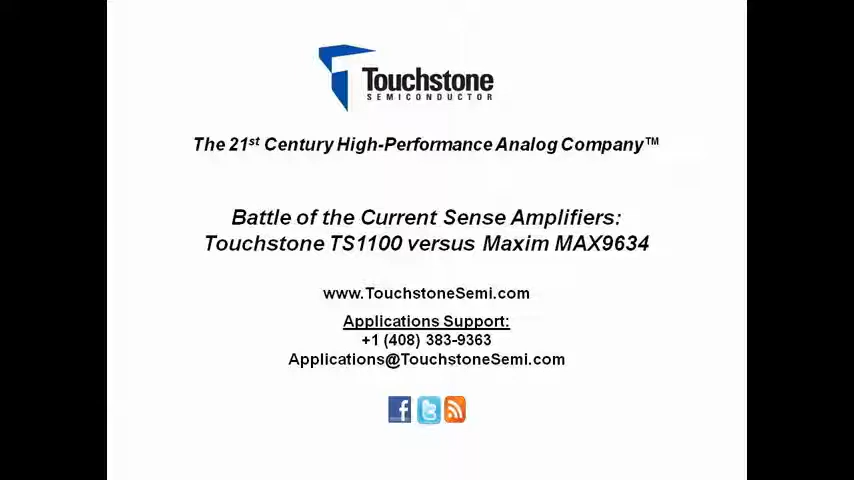 Touchstone
SEMICONDUCTOR
The 21st Century High-Performance Analog Company™
Battle of the Current Sense Amplifiers:
Touchstone TS1100 versus Maxim MAX9634
www.TouchstoneSemi.com
Applications Support:
+1 (408) 383-9363
Applications@TouchstoneSemi.com